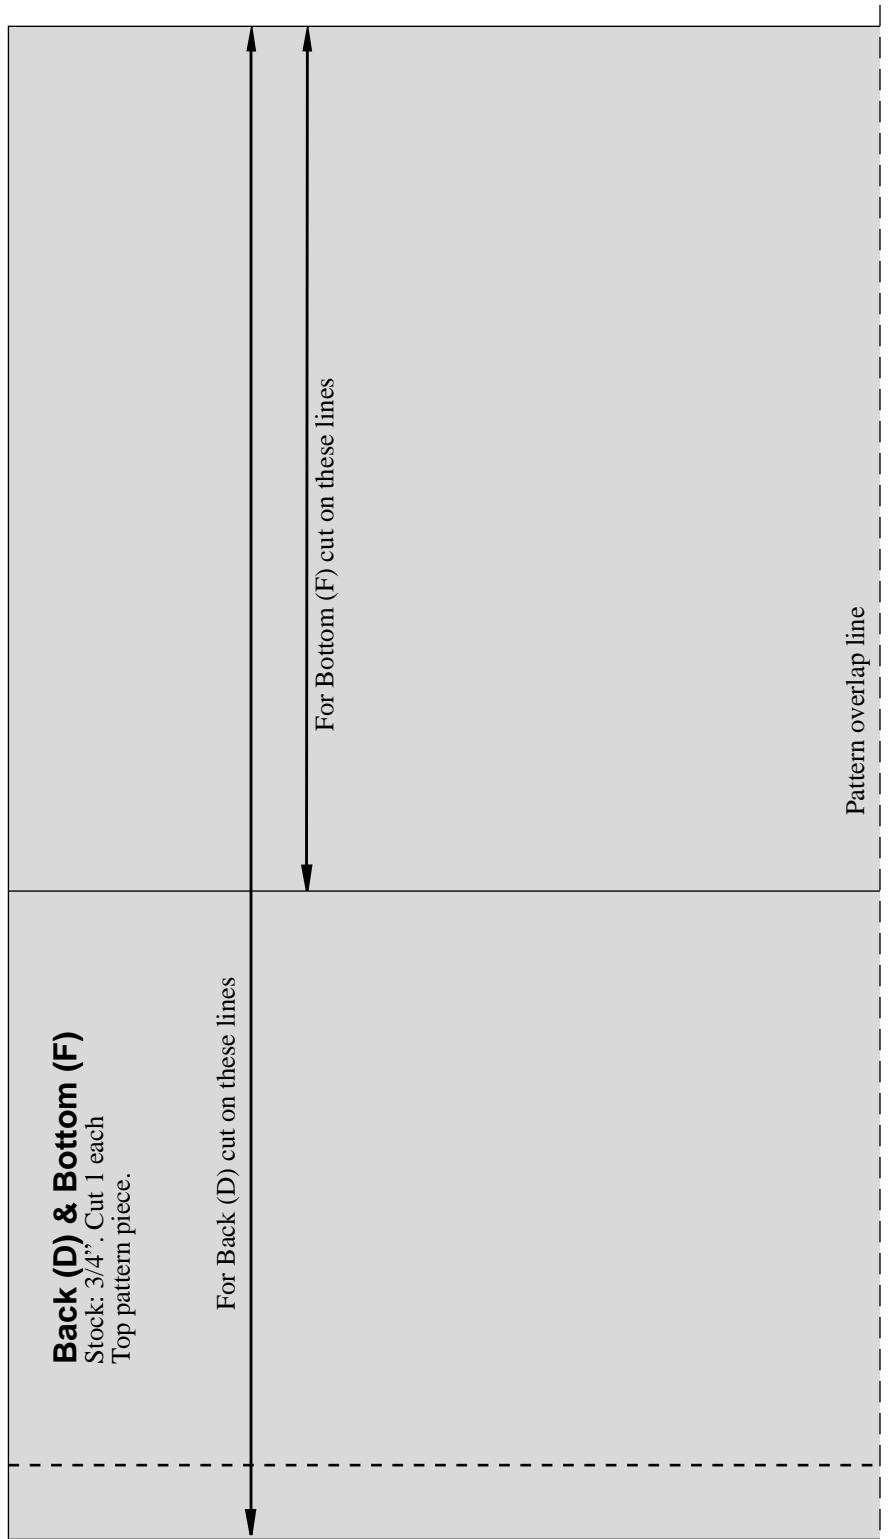 Back (D) & Bottom (F)
Stock: 3/4”. Cut 1 each
Top pattern piece.
For Back (D) cut on these lines
For Bottom (F) cut on these lines
Pattern overlap line